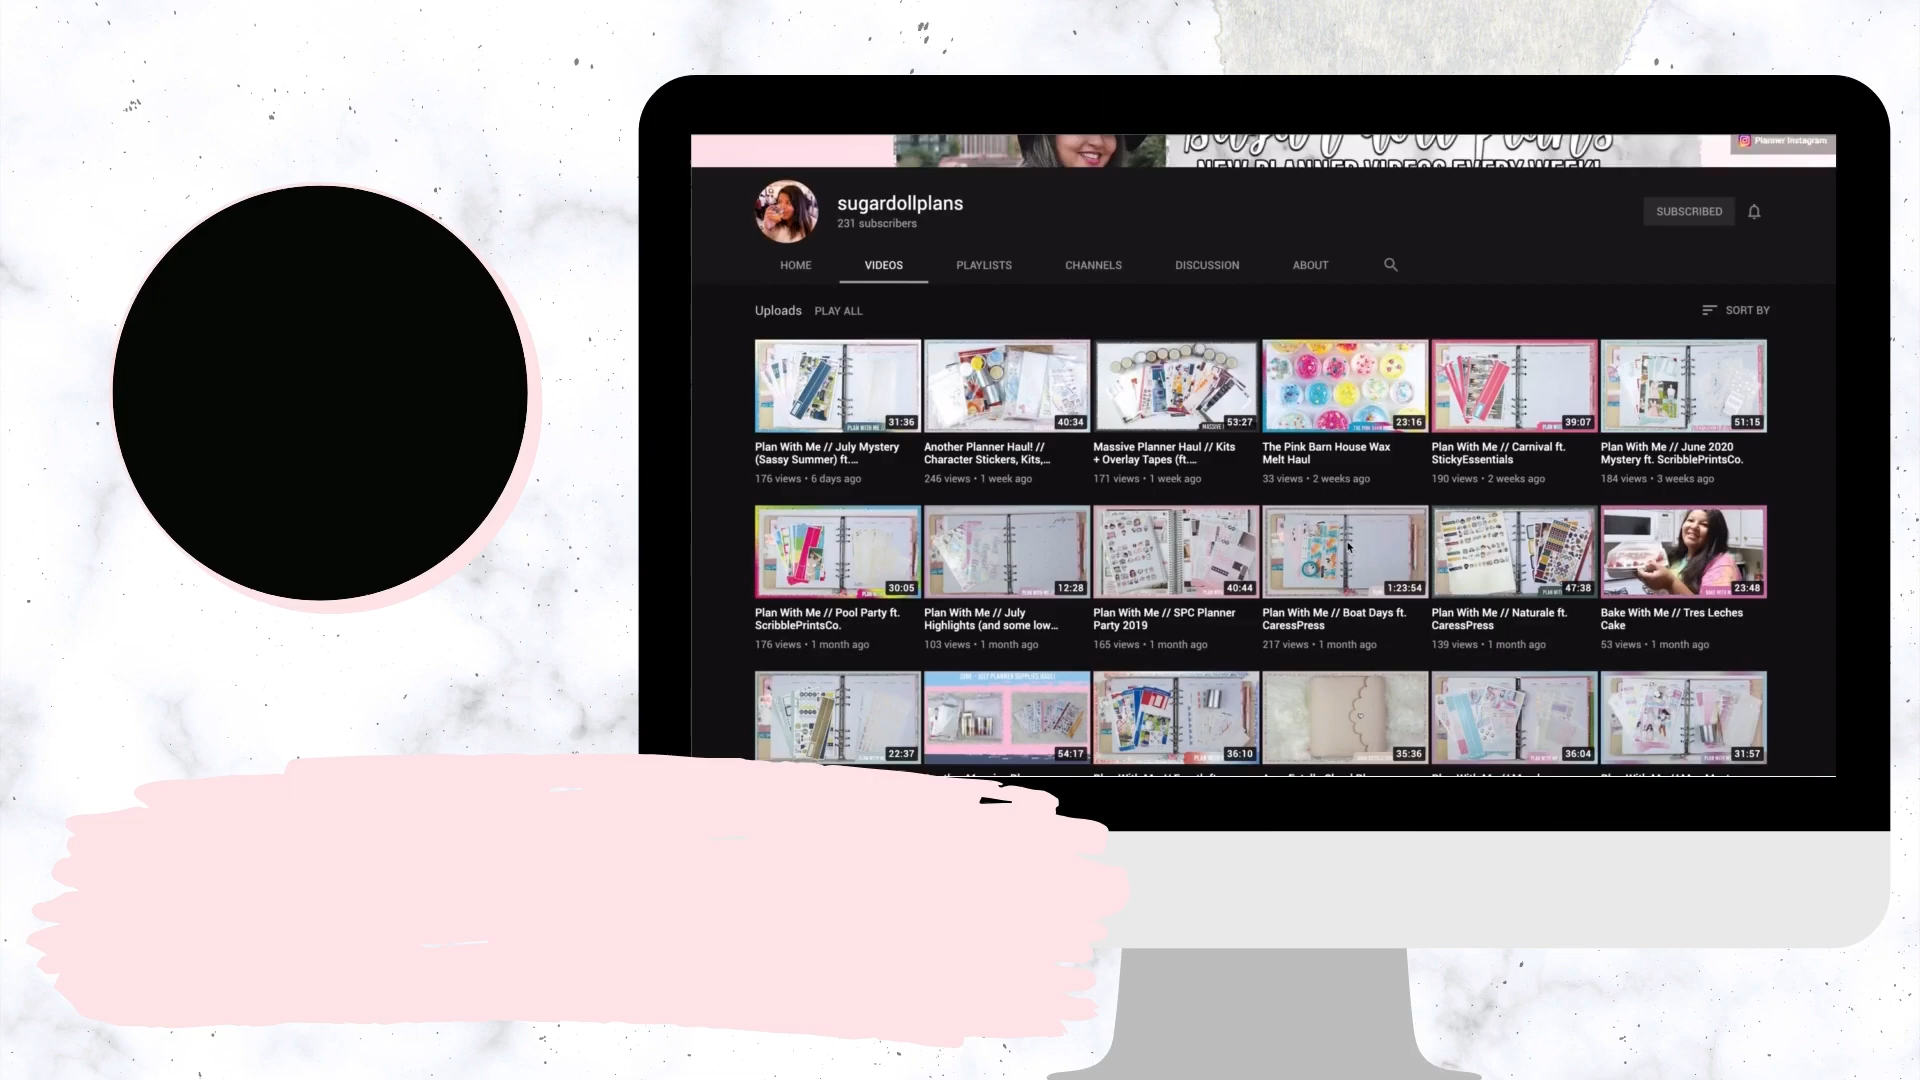 NEW PLANNER VIDEOS EVERY WEEK!
Planner Instagram
sugardollplans
231 subscribers
SUBSCRIBED
HOME VIDEOS PLAYLISTS CHANNELS DISCUSSION ABOUT
Uploads PLAY ALL
SORT BY
31:36 40:34 53:27 23:16 39:07 51:15
Plan With Me // July Mystery
(Sassy Summer) ft....
176 views • 6 days ago
Another Planner Haul! //
Character Stickers, Kits,...
246 views • 1 week ago
Massive Planner Haul // Kits
+ Overlay Tapes (ft....
171 views • 1 week ago
The Pink Barn House Wax
Melt Haul
33 views • 2 weeks ago
Plan With Me // Carnival ft.
StickyEssentials
190 views • 2 weeks ago
Plan With Me // June 2020
Mystery ft. ScribblePrintsCo.
184 views • 3 weeks ago
30:05 12:28 40:44 1:23:54 47:38 23:48
Plan With Me // Pool Party ft.
ScribblePrintsCo.
176 views • 1 month ago
Plan With Me // July
Highlights (and some low...
103 views • 1 month ago
Plan With Me // SPC Planner
Party 2019
165 views • 1 month ago
Plan With Me // Boat Days ft.
CaressPress
217 views • 1 month ago
Plan With Me // Naturale ft.
CaressPress
139 views • 1 month ago
Bake With Me // Tres Leches
Cake
53 views • 1 month ago
JUNE - JULY PLANNER SUPPLIES HAUL!
22:37 54:17 36:10 35:36 36:04 31:57